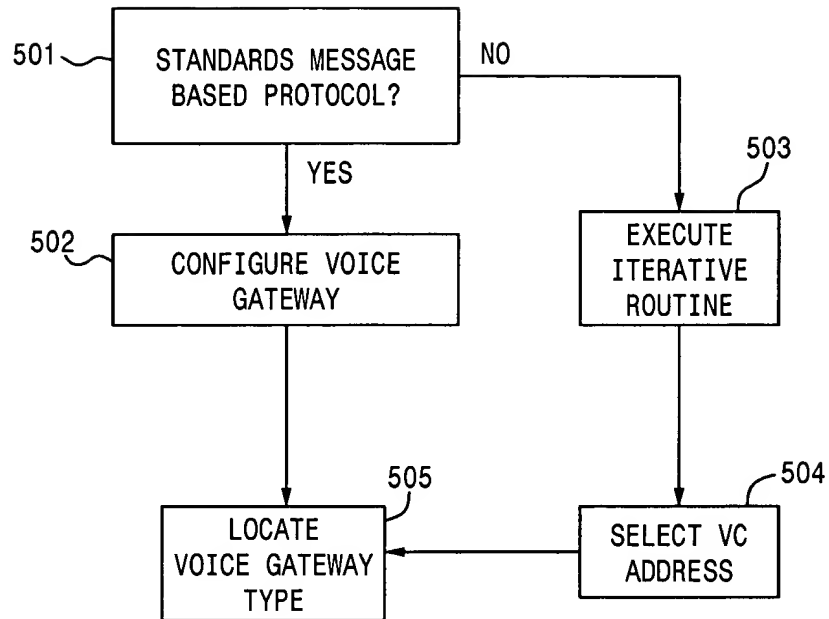 501
STANDARDS MESSAGE
BASED PROTOCOL?
NO
YES
503
502
CONFIGURE VOICE
GATEWAY
EXECUTE
ITERATIVE
ROUTINE
505
504
LOCATE
VOICE GATEWAY
TYPE
SELECT VC
ADDRESS